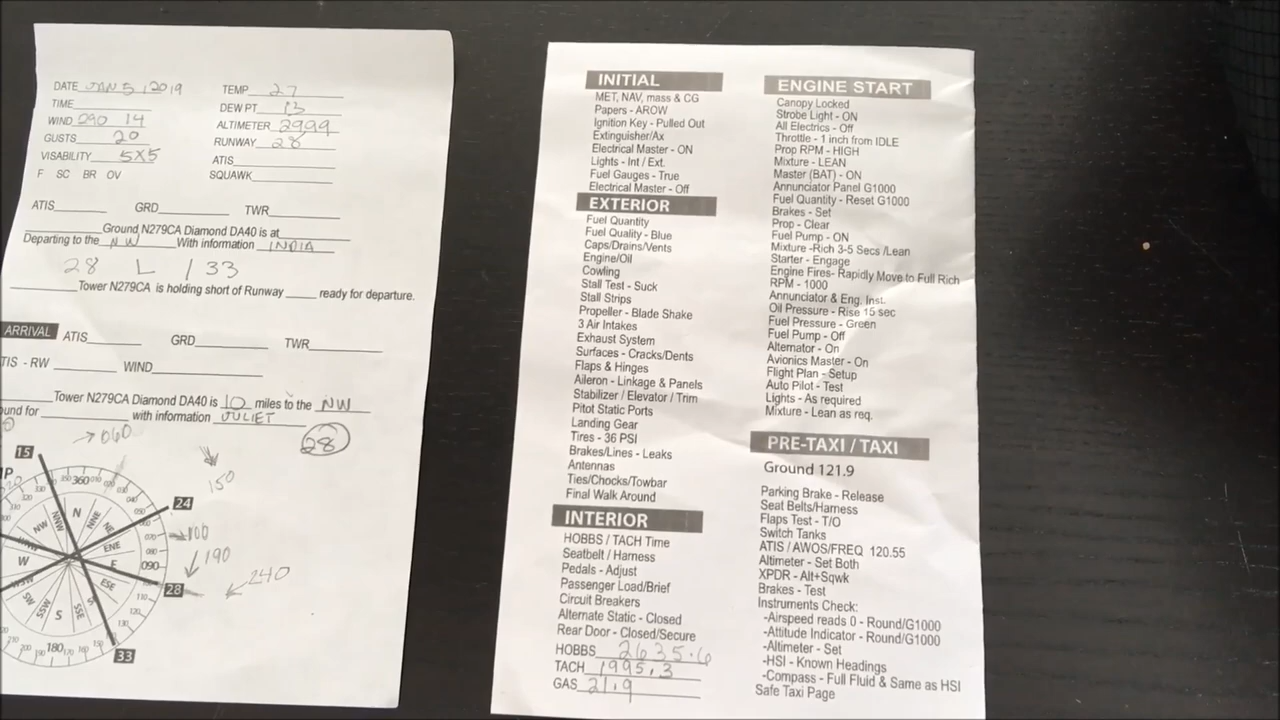 DATE JAN 5, 2019
TEMP 27
TIME
DEW PT 13
WIND 290 14
ALTIMETER 2999
GUSTS 20
RUNWAY 28
VISABILITY 5X5
ATIS
F SC BR OV
SQUAWK
ATIS GRD TWR
Ground N279CA Diamond DA40 is at
Departing to the NW With information INDIA
28 L / 33
Tower N279CA is holding short of Runway ready for departure.
ARRIVAL ATIS GRD TWR
TIS - RW WIND
Tower N279CA Diamond DA40 is 10 miles to the NW
ound for with information JULIET
28
060
150
100
190
240
15
24
28
33
360
N
NNE
NE
ENE
E
ESE
SSE
S
SSW
SW
W
NW
NNW
090
180
INITIAL
MET, NAV, mass & CG
Papers - AROW
Ignition Key - Pulled Out
Extinguisher/Ax
Electrical Master - ON
Lights - Int / Ext.
Fuel Gauges - True
Electrical Master - Off
EXTERIOR
Fuel Quantity
Fuel Quality - Blue
Caps/Drains/Vents
Engine/Oil
Cowling
Stall Test - Suck
Stall Strips
Propeller - Blade Shake
3 Air Intakes
Exhaust System
Surfaces - Cracks/Dents
Flaps & Hinges
Aileron - Linkage & Panels
Stabilizer / Elevator / Trim
Pitot Static Ports
Landing Gear
Tires - 36 PSI
Brakes/Lines - Leaks
Antennas
Ties/Chocks/Towbar
Final Walk Around
INTERIOR
HOBBS / TACH Time
Seatbelt / Harness
Pedals - Adjust
Passenger Load/Brief
Circuit Breakers
Alternate Static - Closed
Rear Door - Closed/Secure
HOBBS 2635.6
TACH 1995.3
GAS 21.9
ENGINE START
Canopy Locked
Strobe Light - ON
All Electrics - Off
Throttle - 1 inch from IDLE
Prop RPM - HIGH
Mixture - LEAN
Master (BAT) - ON
Annunciator Panel G1000
Fuel Quantity - Reset G1000
Brakes - Set
Prop - Clear
Fuel Pump - ON
Mixture -Rich 3-5 Secs /Lean
Starter - Engage
Engine Fires- Rapidly Move to Full Rich
RPM - 1000
Annunciator & Eng. Inst.
Oil Pressure - Rise 15 sec
Fuel Pressure - Green
Fuel Pump - Off
Alternator - On
Avionics Master - On
Flight Plan - Setup
Auto Pilot - Test
Lights - As required
Mixture - Lean as req.
PRE-TAXI / TAXI
Ground 121.9
Parking Brake - Release
Seat Belts/Harness
Flaps Test - T/O
Switch Tanks
ATIS / AWOS/FREQ 120.55
Altimeter - Set Both
XPDR - Alt+Sqwk
Brakes - Test
Instruments Check:
-Airspeed reads 0 - Round/G1000
-Attitude Indicator - Round/G1000
-Altimeter - Set
-HSI - Known Headings
-Compass - Full Fluid & Same as HSI
Safe Taxi Page